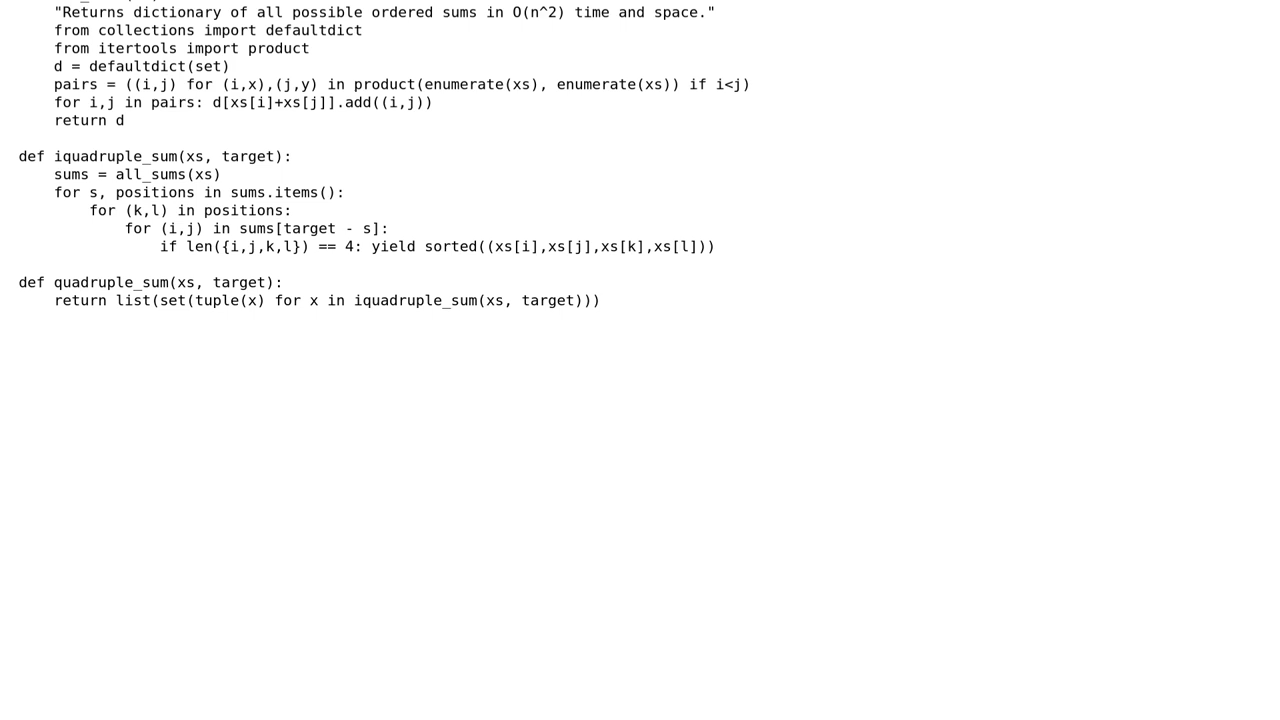 "Returns dictionary of all possible ordered sums in O(n^2) time and space."
    from collections import defaultdict
    from itertools import product
    d = defaultdict(set)
    pairs = ((i,j) for (i,x),(j,y) in product(enumerate(xs), enumerate(xs)) if i<j)
    for i,j in pairs: d[xs[i]+xs[j]].add((i,j))
    return d

def iquadruple_sum(xs, target):
    sums = all_sums(xs)
    for s, positions in sums.items():
        for (k,l) in positions:
            for (i,j) in sums[target - s]:
                if len({i,j,k,l}) == 4: yield sorted((xs[i],xs[j],xs[k],xs[l]))

def quadruple_sum(xs, target):
    return list(set(tuple(x) for x in iquadruple_sum(xs, target)))